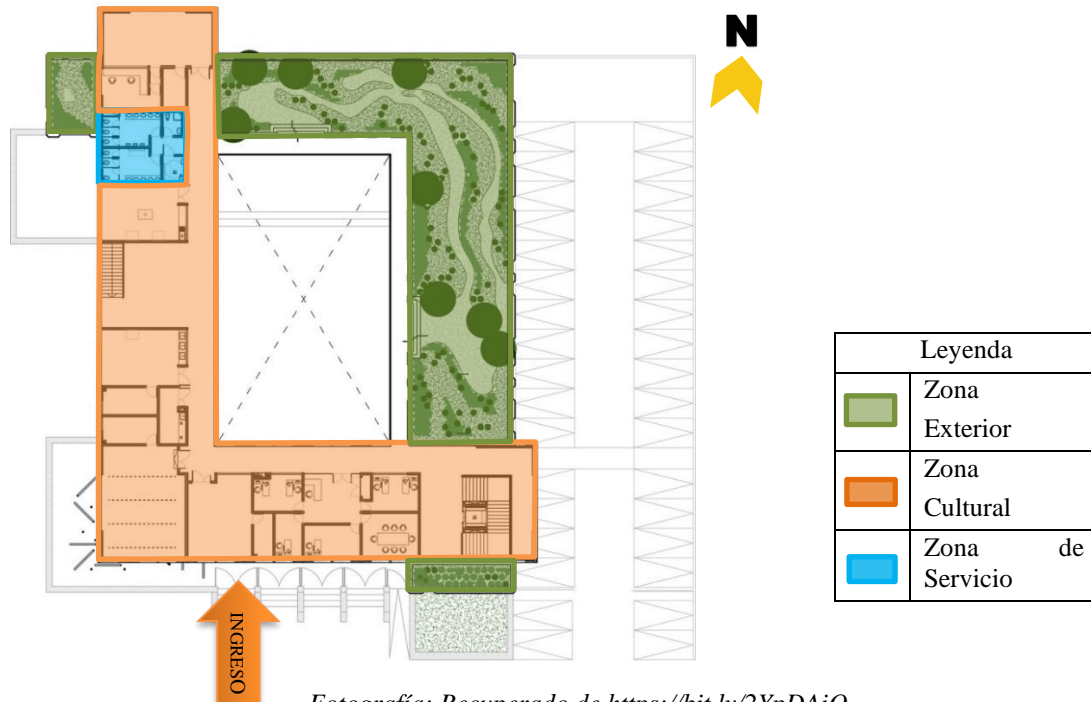 N
Leyenda
Zona
Exterior
Zona
Cultural
Zona de
Servicio
INGRESO